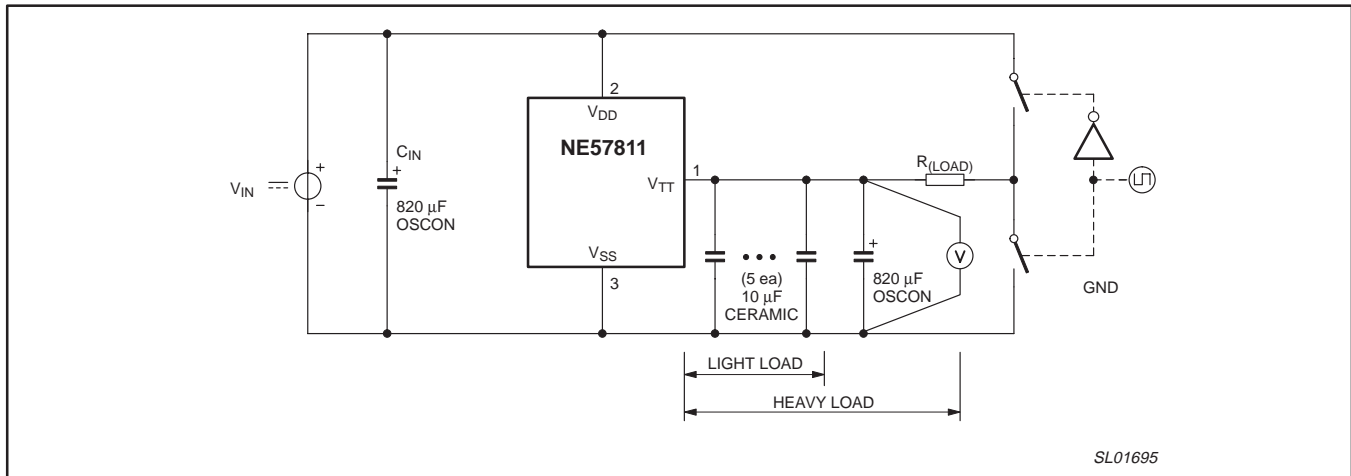 2
VDD
NE57811
CIN
+
820 µF
OSCON
VIN
+
−
1
VTT
R(LOAD)
VSS
3
(5 ea)
10 µF
CERAMIC
+
820 µF
OSCON
V
GND
LIGHT LOAD
HEAVY LOAD
SL01695